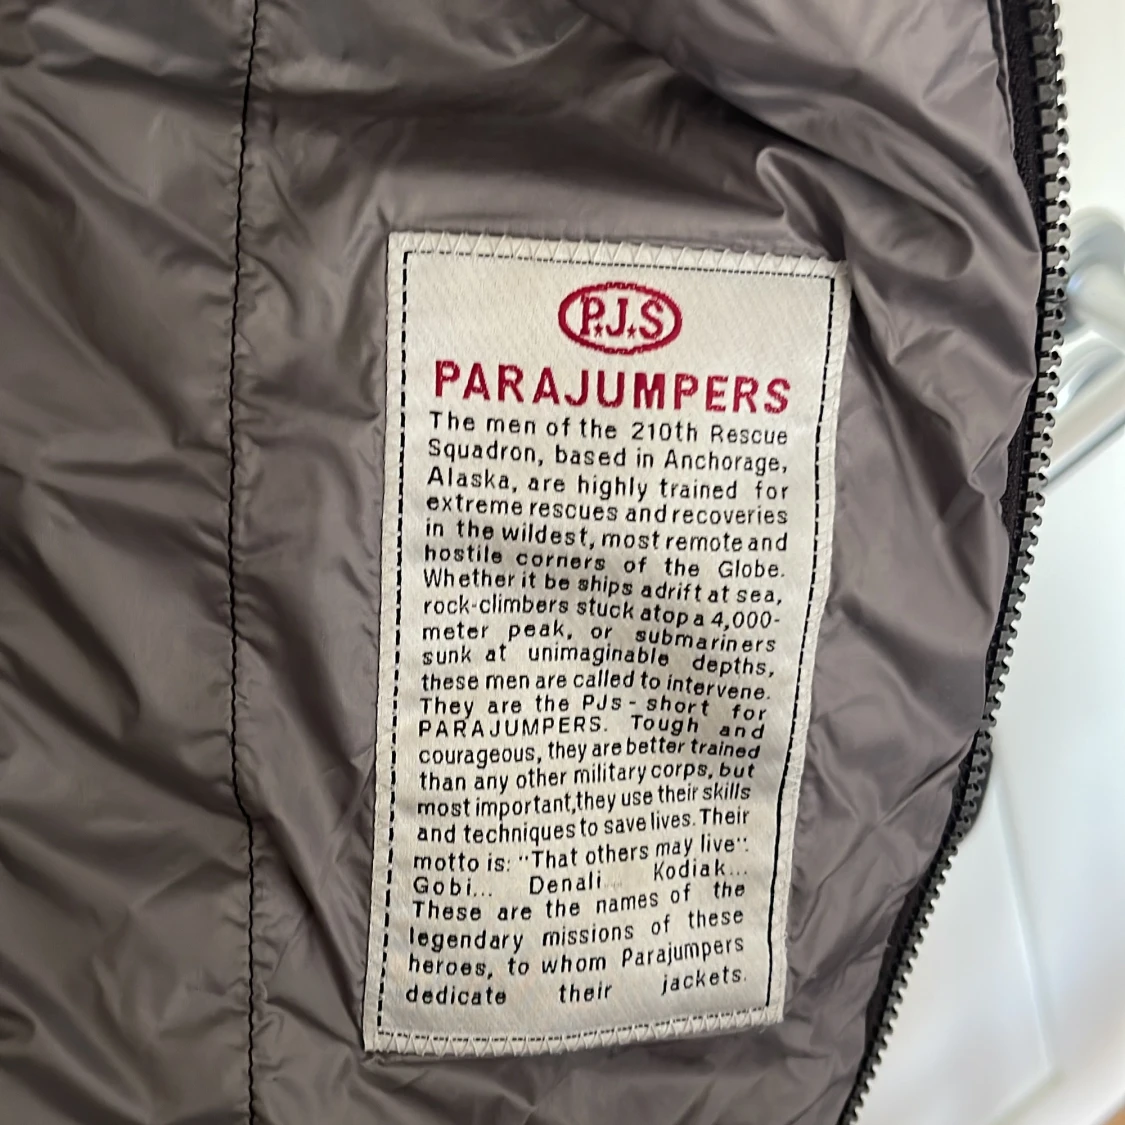 P.J.S
PARAJUMPERS
The men of the 210th Rescue
Squadron, based in Anchorage,
Alaska, are highly trained for
extreme rescues and recoveries
in the wildest, most remote and
hostile corners of the Globe.
Whether it be ships adrift at sea,
rock-climbers stuck atop a 4,000-
meter peak, or submariners
sunk at unimaginable depths,
these men are called to intervene.
They are the PJs - short for
PARAJUMPERS. Tough and
courageous, they are better trained
than any other military corps, but
most important,they use their skills
and techniques to save lives. Their
motto is: "That others may live".
Gobi... Denali... Kodiak...
These are the names of the
legendary missions of these
heroes, to whom Parajumpers
dedicate their jackets.